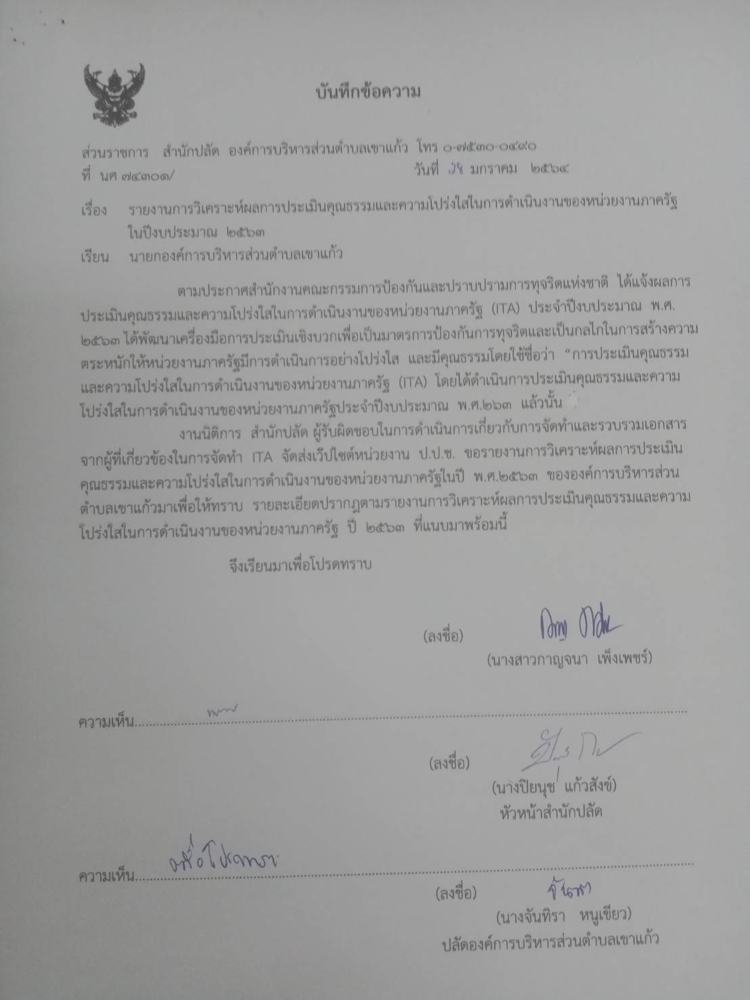 บันทึกข้อความ
ส่วนราชการ สำนักปลัด องค์การบริหารส่วนตำบลเขาแก้ว โทร ๐-๗๕๓๐-๐๔๙๐
ที่ นศ ๗๔๓๐๑/ วันที่ ๒๘ มกราคม ๒๕๖๔
เรื่อง รายงานการวิเคราะห์ผลการประเมินคุณธรรมและความโปร่งใสในการดำเนินงานของหน่วยงานภาครัฐ
ในปีงบประมาณ ๒๕๖๓
เรียน นายกองค์การบริหารส่วนตำบลเขาแก้ว
ตามประกาศสำนักงานคณะกรรมการป้องกันและปราบปรามการทุจริตแห่งชาติ ได้แจ้งผลการ
ประเมินคุณธรรมและความโปร่งใสในการดำเนินงานของหน่วยงานภาครัฐ (ITA) ประจำปีงบประมาณ พ.ศ.
๒๕๖๓ ได้พัฒนาเครื่องมือการประเมินเชิงบวกเพื่อเป็นมาตรการป้องกันการทุจริตและเป็นกลไกในการสร้างความ
ตระหนักให้หน่วยงานภาครัฐมีการดำเนินการอย่างโปร่งใส และมีคุณธรรมโดยใช้ชื่อว่า “การประเมินคุณธรรม
และความโปร่งใสในการดำเนินงานของหน่วยงานภาครัฐ (ITA) โดยได้ดำเนินการประเมินคุณธรรมและความ
โปร่งใสในการดำเนินงานของหน่วยงานภาครัฐประจำปีงบประมาณ พ.ศ.๒๖๓ แล้วนั้น
งานนิติการ สำนักปลัด ผู้รับผิดชอบในการดำเนินการเกี่ยวกับการจัดทำและรวบรวมเอกสาร
จากผู้ที่เกี่ยวข้องในการจัดทำ ITA จัดส่งเว็ปไซต์หน่วยงาน ป.ป.ช. ขอรายงานการวิเคราะห์ผลการประเมิน
คุณธรรมและความโปร่งใสในการดำเนินงานของหน่วยงานภาครัฐในปี พ.ศ.๒๕๖๓ ขององค์การบริหารส่วน
ตำบลเขาแก้วมาเพื่อให้ทราบ รายละเอียดปรากฏตามรายงานการวิเคราะห์ผลการประเมินคุณธรรมและความ
โปร่งใสในการดำเนินงานของหน่วยงานภาครัฐ ปี ๒๕๖๓ ที่แนบมาพร้อมนี้
จึงเรียนมาเพื่อโปรดทราบ
(ลงชื่อ)
(นางสาวกาญจนา เพ็งเพชร์)
ความเห็น
(ลงชื่อ)
(นางปิยนุช แก้วสังข์)
หัวหน้าสำนักปลัด
ความเห็น เพื่อโปรดทราบ
(ลงชื่อ) จันทิรา
(นางจันทิรา หนูเขียว)
ปลัดองค์การบริหารส่วนตำบลเขาแก้ว